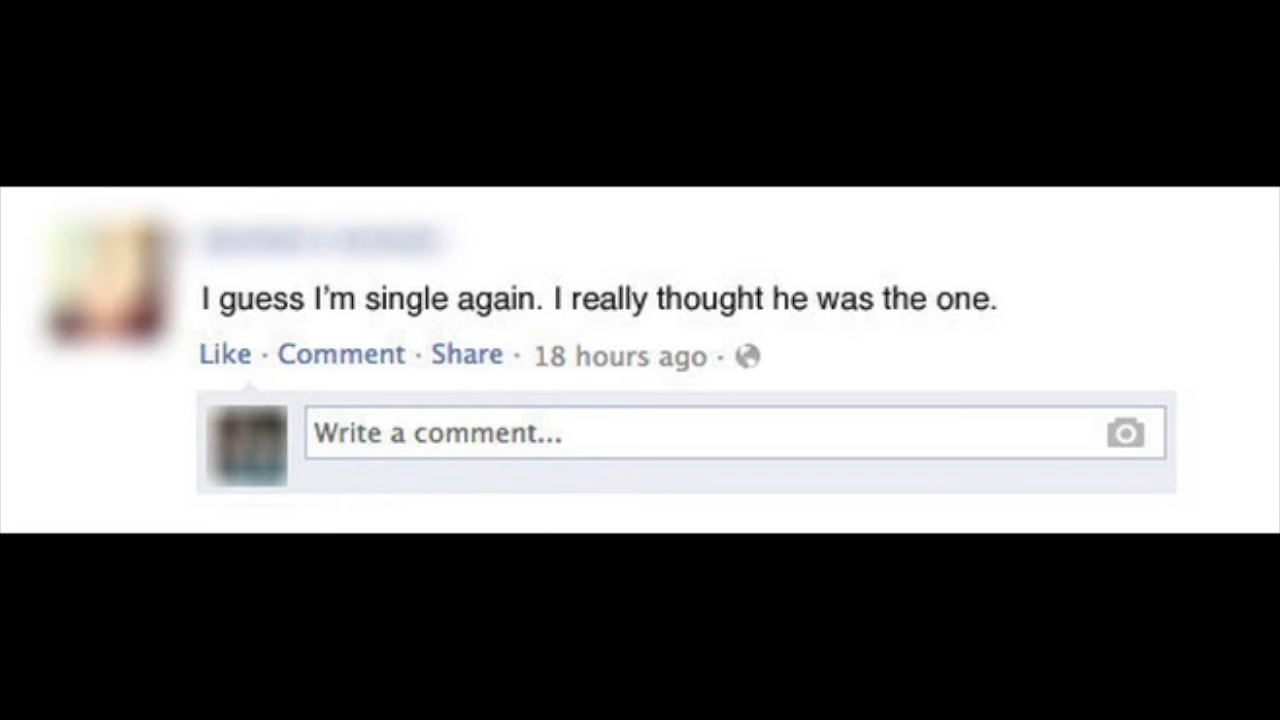 I guess I'm single again. I really thought he was the one.
Like · Comment · Share · 18 hours ago ·
Write a comment...